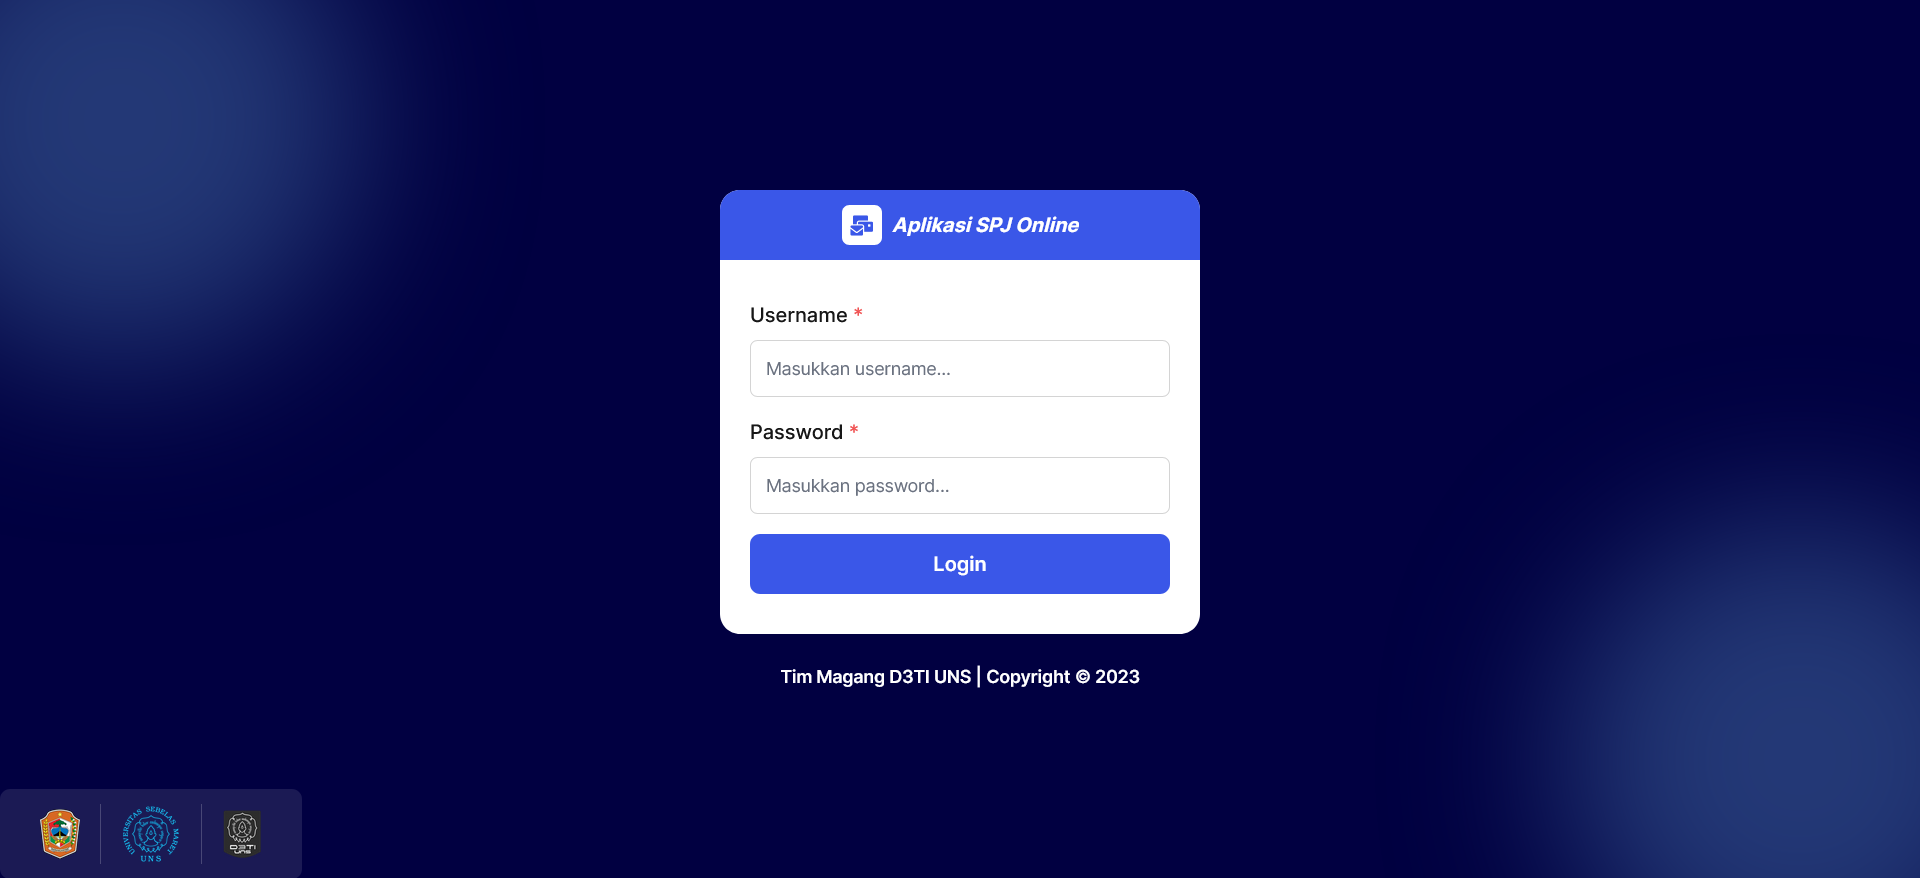 Aplikasi SPJ Online
Username *
Masukkan username...
Password *
Masukkan password...
Login
Tim Magang D3TI UNS | Copyright © 2023
UNIVERSITAS SEBELAS MARET
UNS
D3TI
UNS